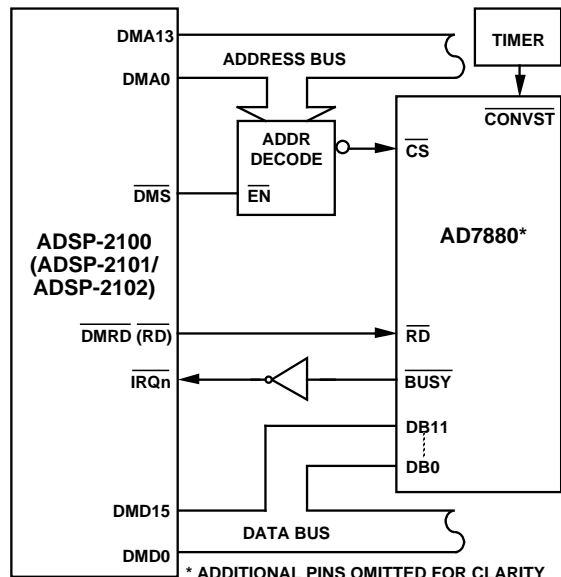 DMA13
ADDRESS BUS
DMA0
TIMER
CONVST
ADDR
DECODE
CS
DMS
EN
ADSP-2100
(ADSP-2101/
ADSP-2102)
AD7880*
DMRD (RD)
RD
IRQn
BUSY
DB11
DB0
DMD15
DATA BUS
DMD0
* ADDITIONAL PINS OMITTED FOR CLARITY